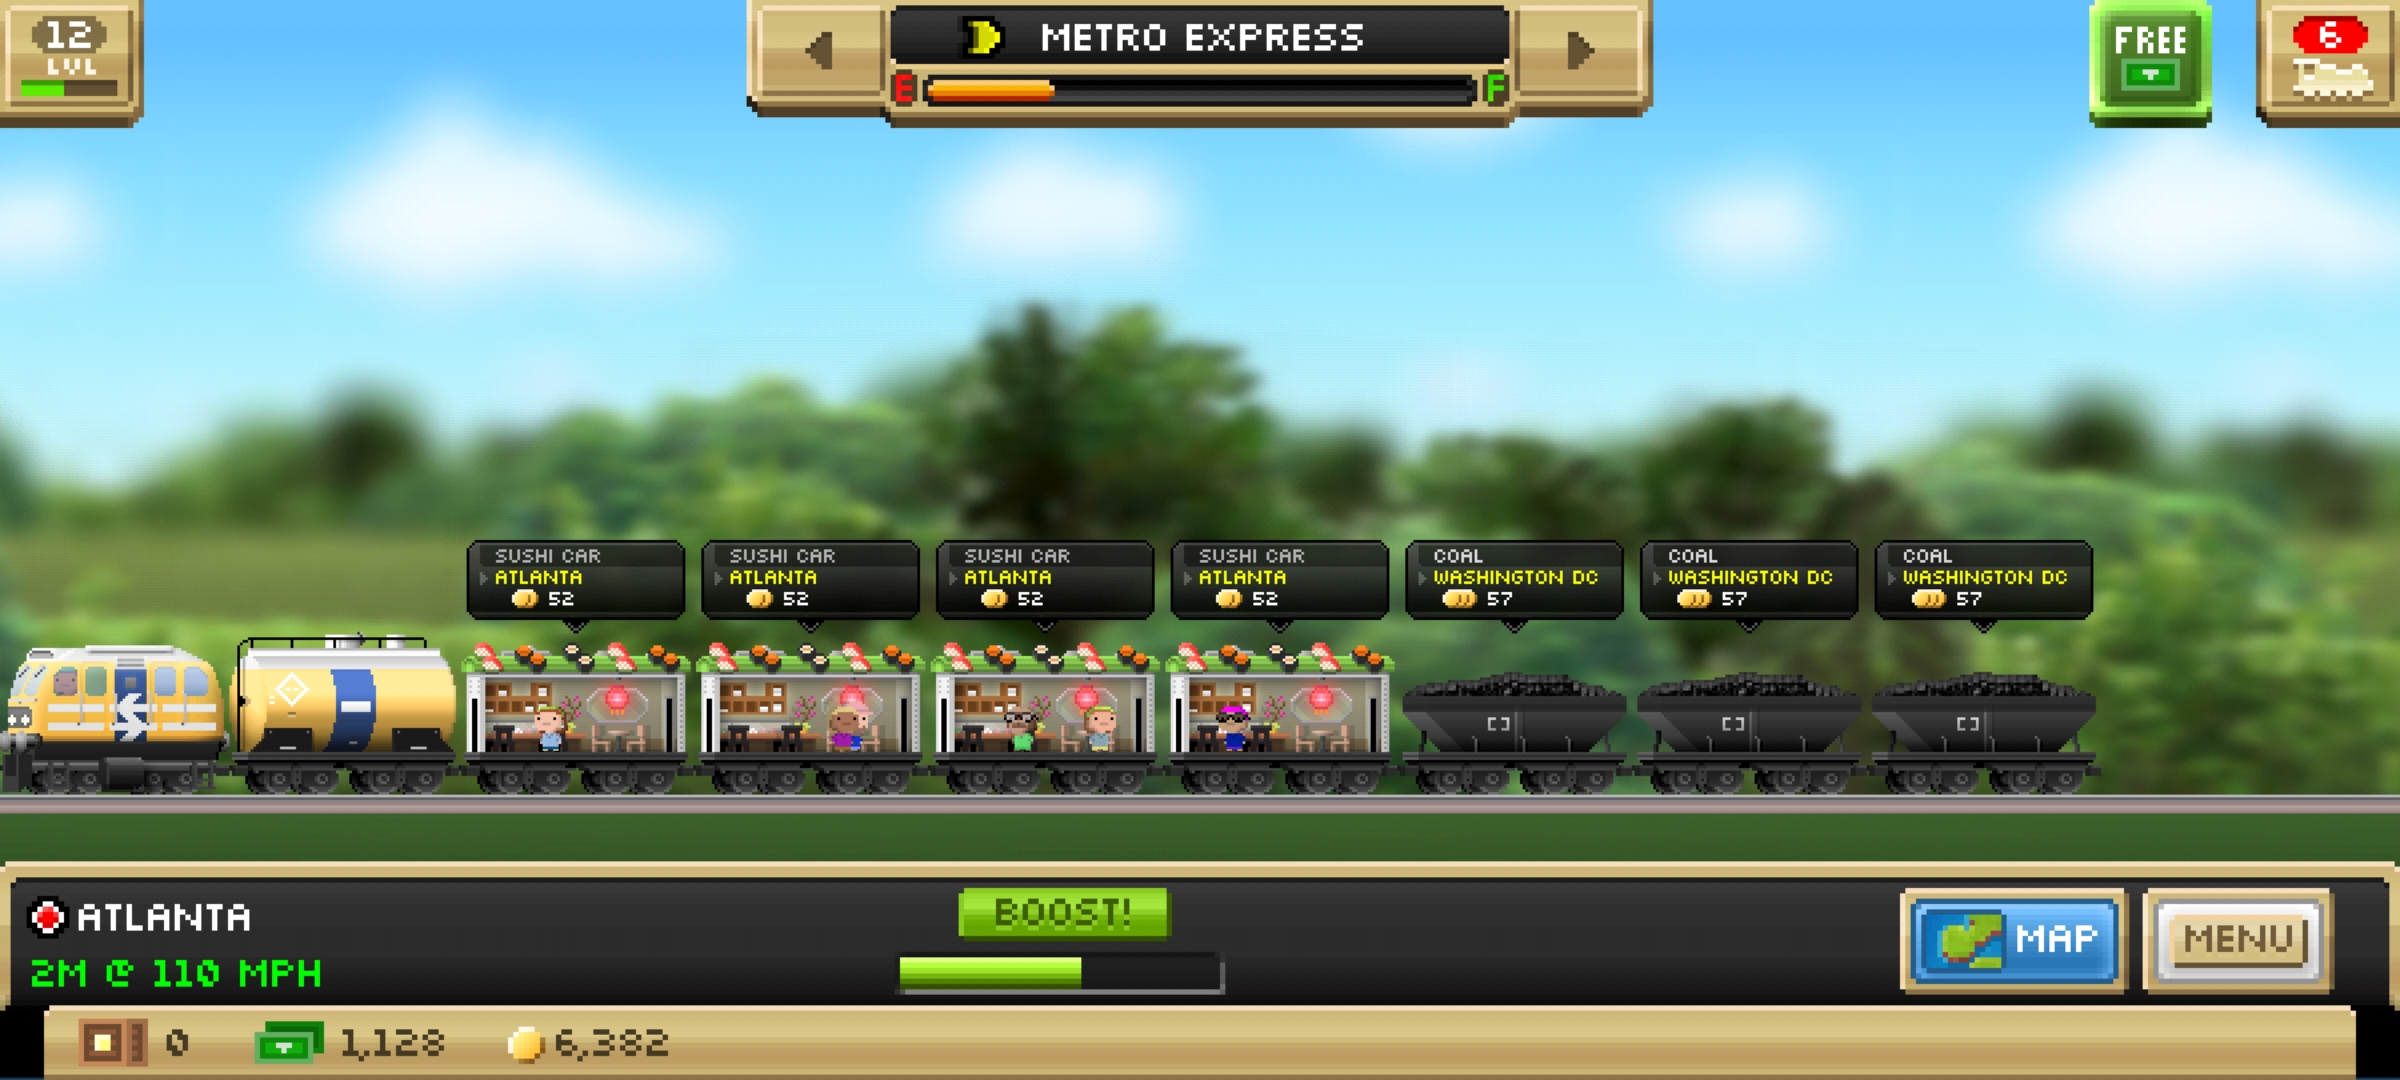 12
LVL
METRO EXPRESS
E
F
FREE
6
SUSHI CAR
ATLANTA
52
SUSHI CAR
ATLANTA
52
SUSHI CAR
ATLANTA
52
SUSHI CAR
ATLANTA
52
COAL
WASHINGTON DC
57
COAL
WASHINGTON DC
57
COAL
WASHINGTON DC
57
ATLANTA
2M @ 110 MPH
BOOST!
MAP
MENU
0
1,128
6,382